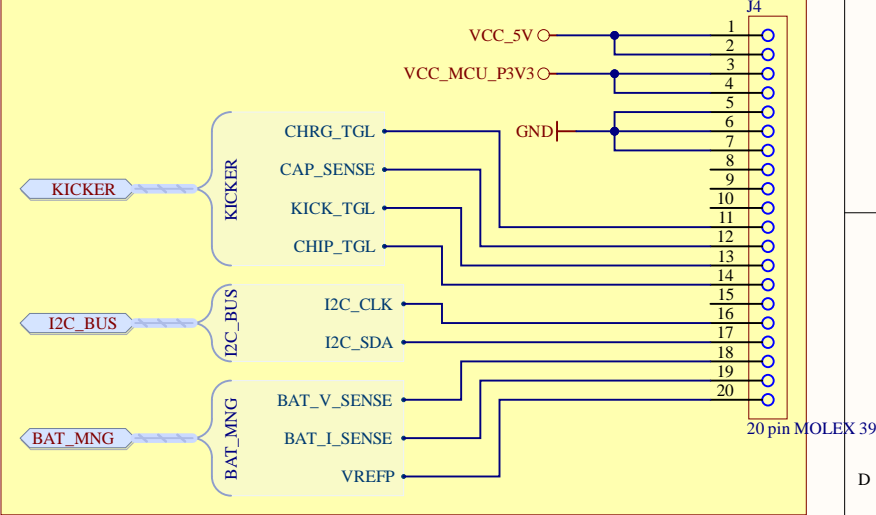 J4
VCC_5V
1
2
VCC_MCU_P3V3
3
4
5
GND
6
7
8
9
10
11
12
13
14
15
16
17
18
19
20
KICKER
KICKER
CHRG_TGL
CAP_SENSE
KICK_TGL
CHIP_TGL
I2C_BUS
I2C_BUS
I2C_CLK
I2C_SDA
BAT_MNG
BAT_MNG
BAT_V_SENSE
BAT_I_SENSE
VREFP
20 pin MOLEX 39
D